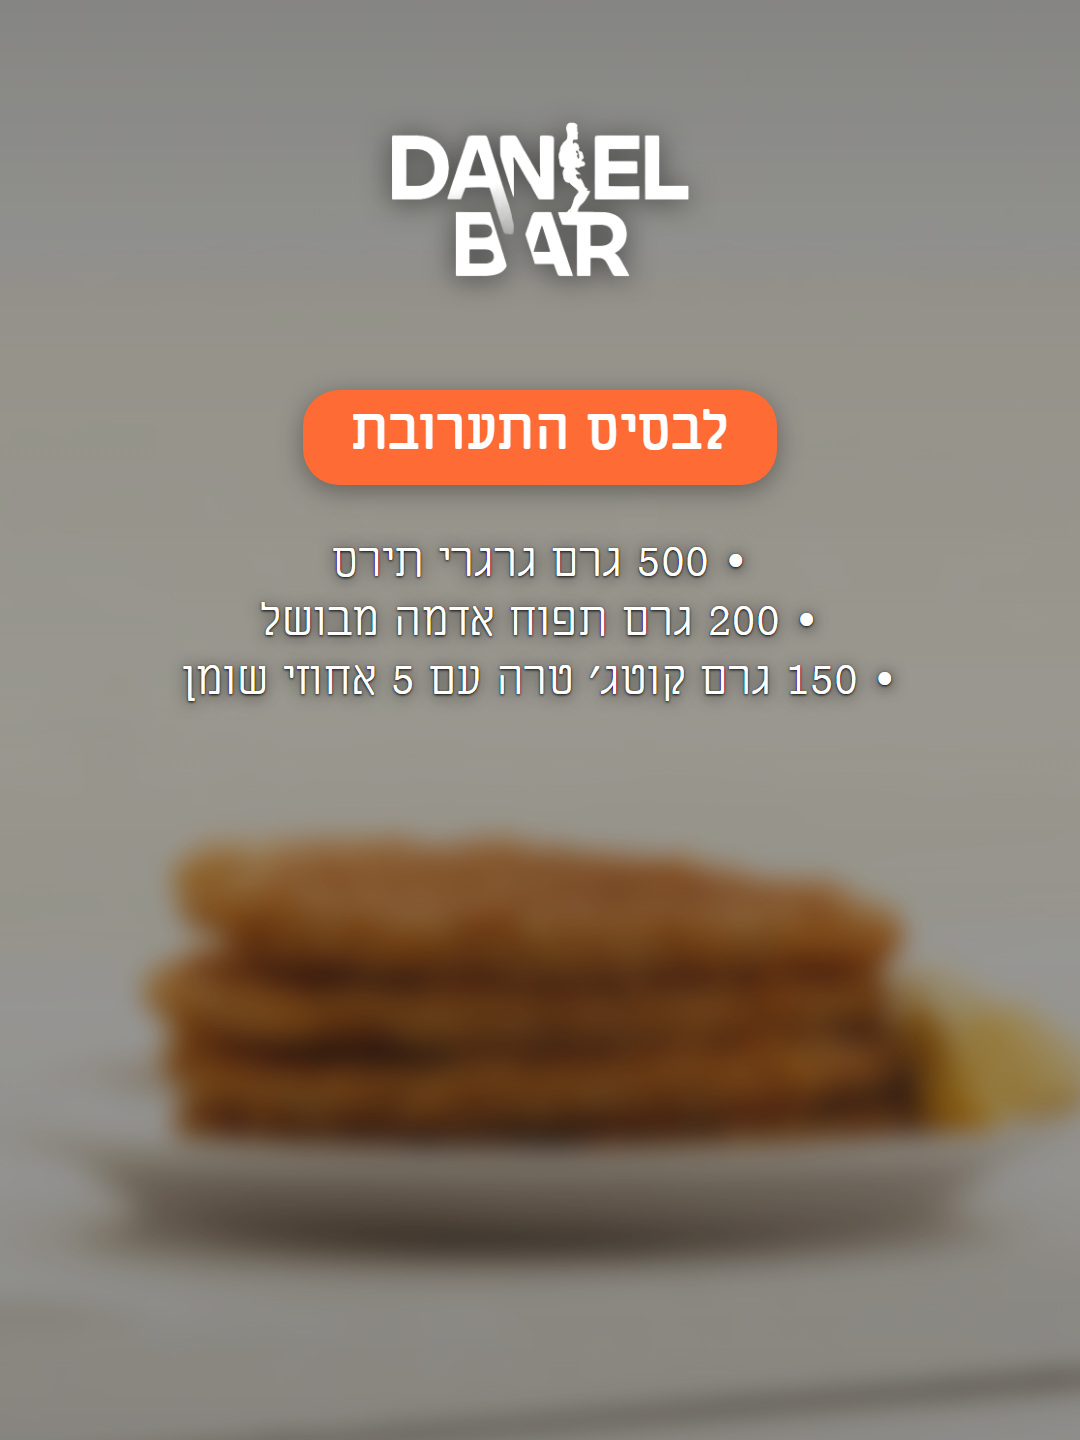 DANIEL
BAR
לבסיס התערובת
• 500 גרם גרגרי תירס
• 200 גרם תפוח אדמה מבושל
• 150 גרם קוטג׳ טרה עם 5 אחוזי שומן